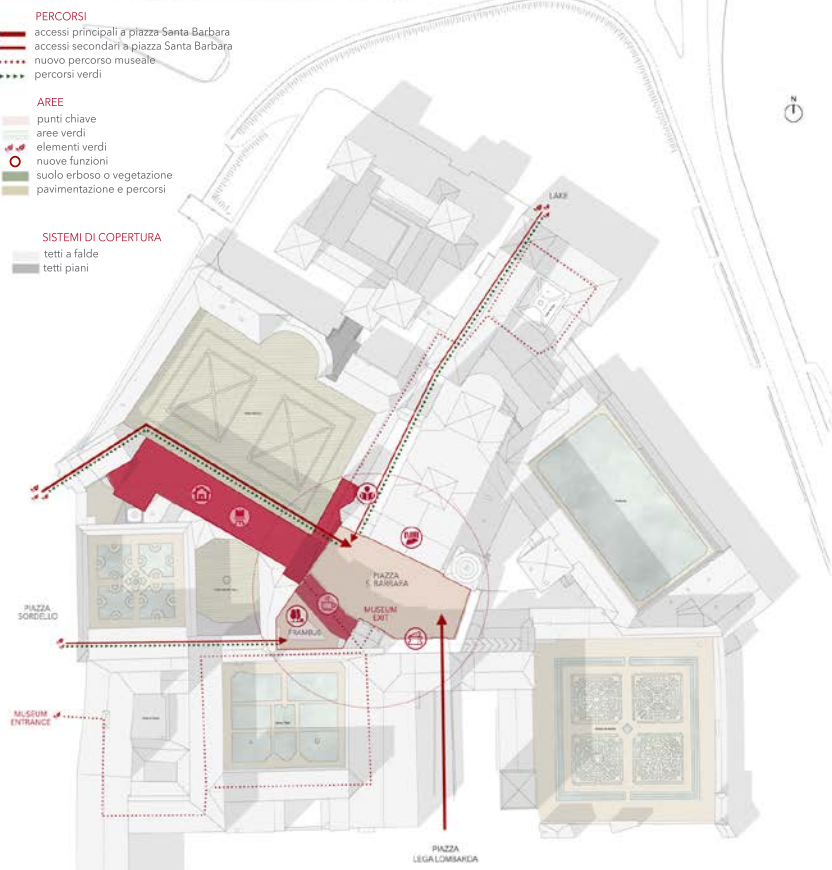 PERCORSI
accessi principali a piazza Santa Barbara
accessi secondari a piazza Santa Barbara
nuovo percorso museale
percorsi verdi
AREE
punti chiave
aree verdi
elementi verdi
nuove funzioni
suolo erboso o vegetazione
pavimentazione e percorsi
SISTEMI DI COPERTURA
tetti a falde
tetti piani
N
LAKE
PIAZZA
S. BARBARA
MUSEUM
EXIT
FRAMBUS
PIAZZA
SORDELLO
MUSEUM
ENTRANCE
PIAZZA
LEGA LOMBARDA